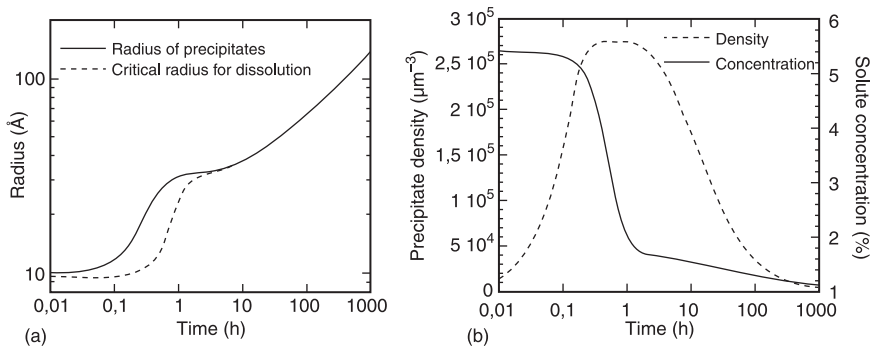 Radius of precipitates
Critical radius for dissolution
100
10
Radius (Å)
0,01 0,1 1 10 100 1000
Time (h)
(a)
3 10⁵
2,5 10⁵
2 10⁵
1,5 10⁵
1 10⁵
5 10⁴
0
Precipitate density (μm⁻³)
Density
Concentration
6
5
4
3
2
1
Solute concentration (%)
0,01 0,1 1 10 100 1000
Time (h)
(b)